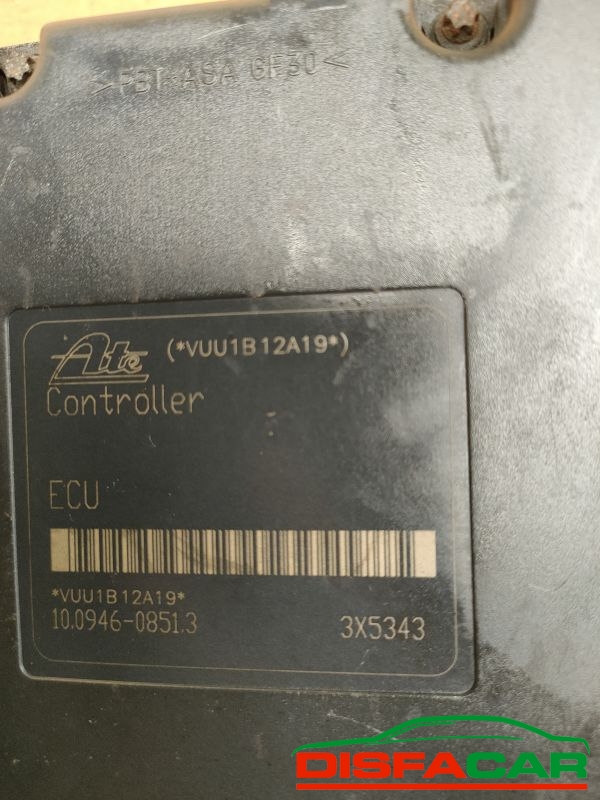 >PBT-ASA GF30<
Ate (*VUU1B12A19*)
Controller
ECU
*VUU1B12A19*
10.0946-0851.3 3X5343
DISFACAR